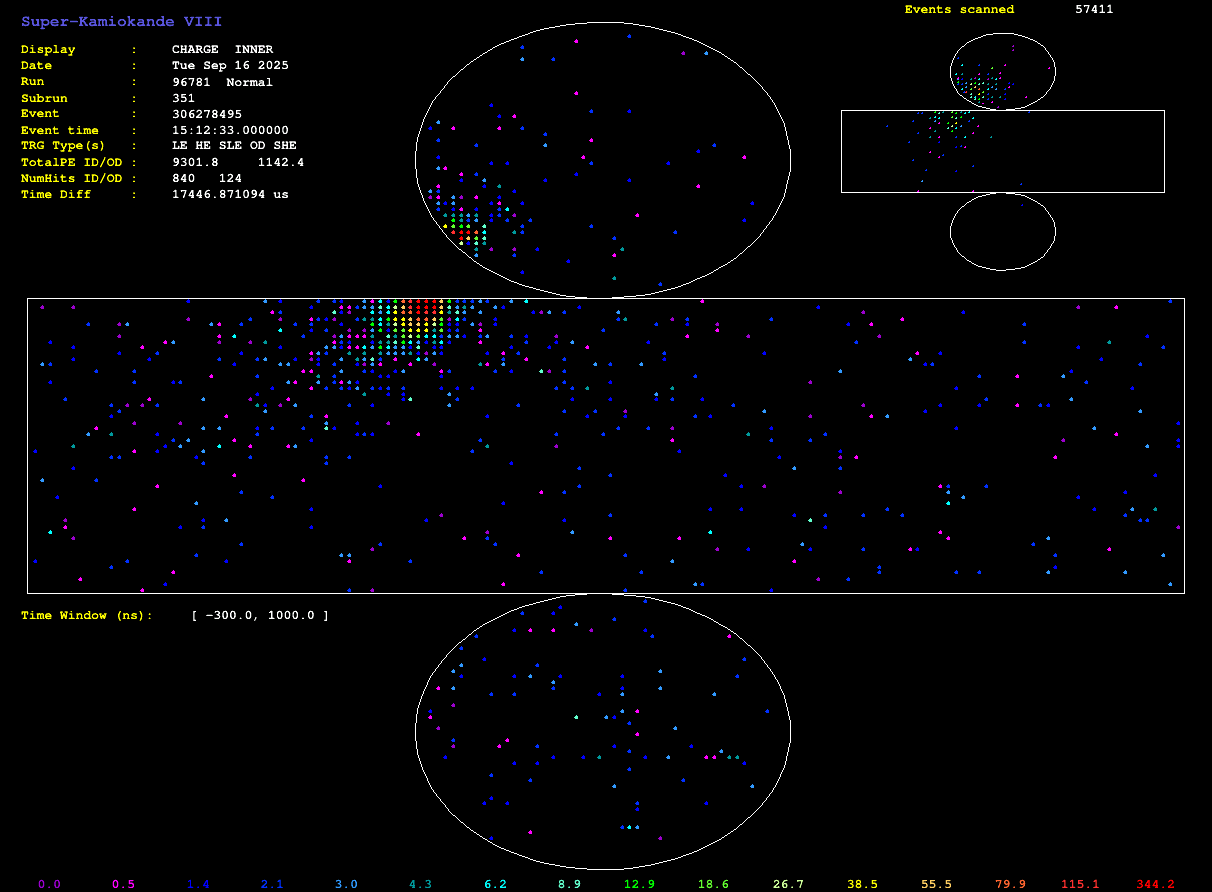 Super-Kamiokande VIII
Events scanned 57411
Display : CHARGE INNER
Date : Tue Sep 16 2025
Run : 96781 Normal
Subrun : 351
Event : 306278495
Event time : 15:12:33.000000
TRG Type(s) : LE HE SLE OD SHE
TotalPE ID/OD : 9301.8 1142.4
NumHits ID/OD : 840 124
Time Diff : 17446.871094 us
Time Window (ns): [ -300.0, 1000.0 ]
0.0 0.5 1.4 2.1 3.0 4.3 6.2 8.9 12.9 18.6 26.7 38.5 55.5 79.9 115.1 344.2